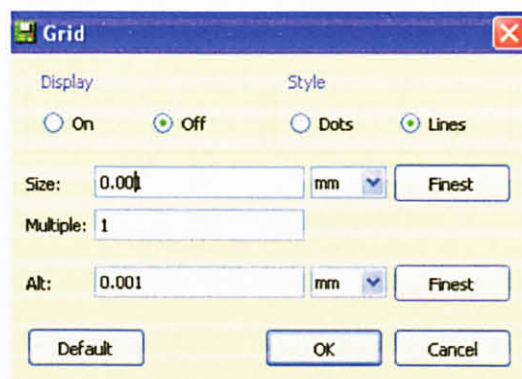 Grid
Display Style
On Off Dots Lines
Size: 0.001 mm Finest
Multiple: 1
Alt: 0.001 mm Finest
Default OK Cancel